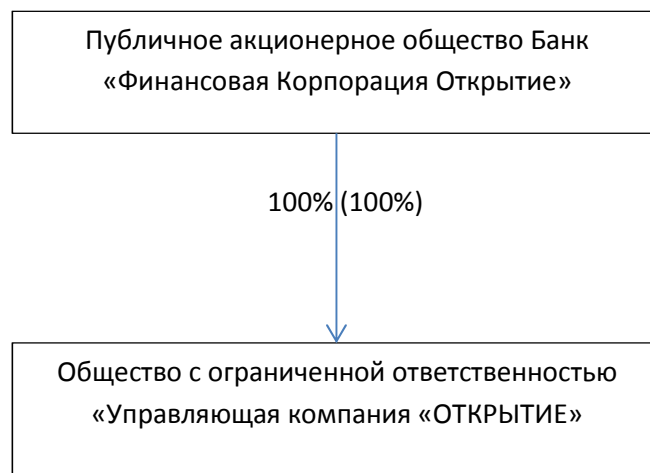 Публичное акционерное общество Банк
«Финансовая Корпорация Открытие»
100% (100%)
Общество с ограниченной ответственностью
«Управляющая компания «ОТКРЫТИЕ»